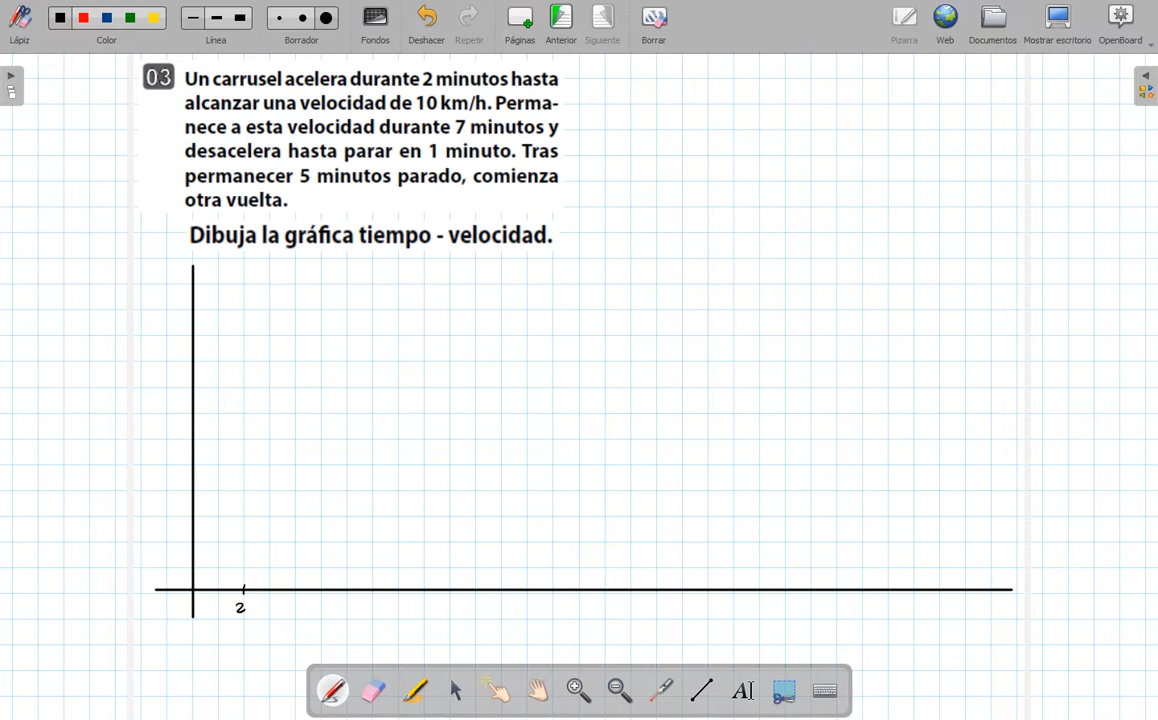 Lápiz
Color
Línea
Borrador
Fondos
Deshacer
Repetir
Páginas
Anterior
Siguiente
Borrar
Pizarra
Web
Documentos
Mostrar escritorio
OpenBoard
03 Un carrusel acelera durante 2 minutos hasta
alcanzar una velocidad de 10 km/h. Perma-
nece a esta velocidad durante 7 minutos y
desacelera hasta parar en 1 minuto. Tras
permanecer 5 minutos parado, comienza
otra vuelta.
Dibuja la gráfica tiempo - velocidad.
2